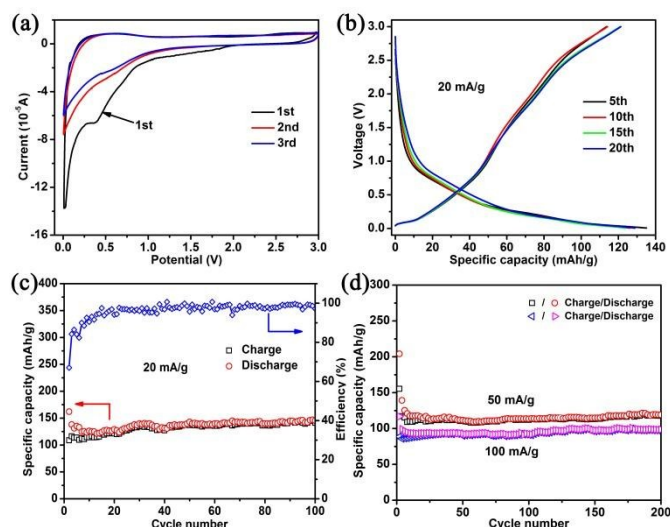 (a)
0
-4
-8
-12
-16
0.0 0.5 1.0 1.5 2.0 2.5 3.0
Current (10⁻⁵A)
Potential (V)
1st
1st
2nd
3rd
(b)
3.0
2.5
2.0
1.5
1.0
0.5
0.0
0 20 40 60 80 100 120 140
Voltage (V)
Specific capacity (mAh/g)
20 mA/g
5th
10th
15th
20th
(c)
400
350
300
250
200
150
100
50
0
0 20 40 60 80 100
Specific capacity (mAh/g)
Cycle number
20 mA/g
Charge
Discharge
100
80
60
40
20
0
Efficiency (%)
(d)
250
200
150
100
50
0
0 50 100 150 200
Specific capacity (mAh/g)
Cycle number
/ Charge/Discharge
/ Charge/Discharge
50 mA/g
100 mA/g